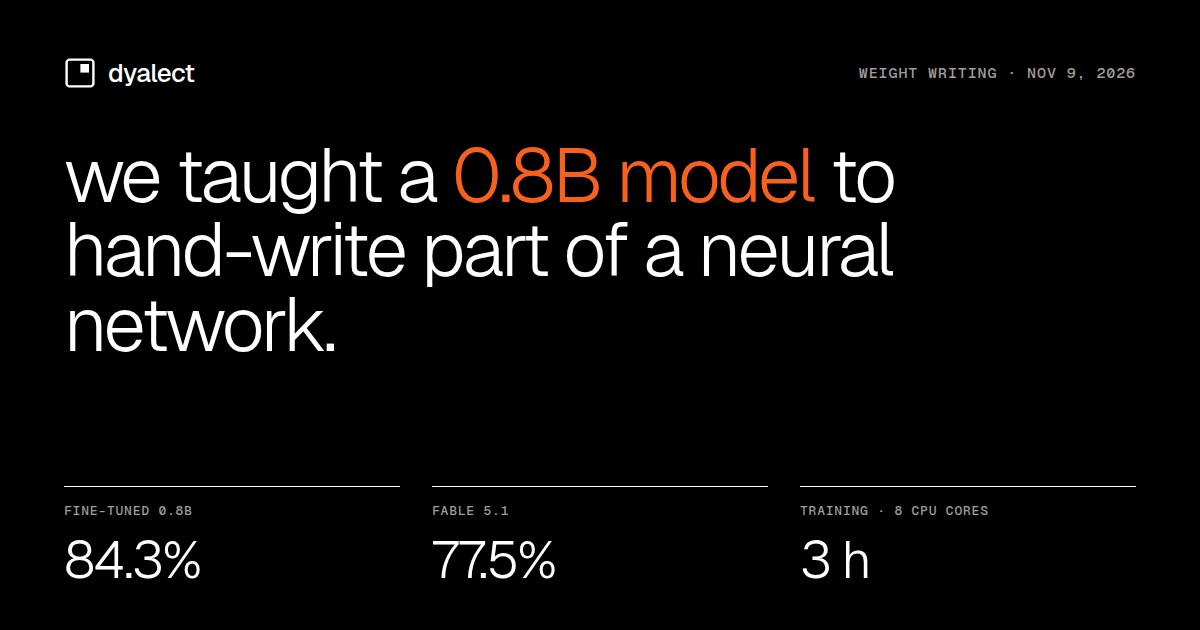 dyalect
WEIGHT WRITING · NOV 9, 2026
we taught a 0.8B model to
hand-write part of a neural
network.
FINE-TUNED 0.8B
84.3%
FABLE 5.1
77.5%
TRAINING · 8 CPU CORES
3 h